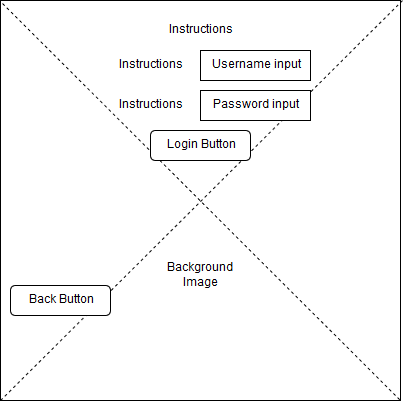 Instructions
Instructions Username input
Instructions Password input
Login Button
Background
Image
Back Button